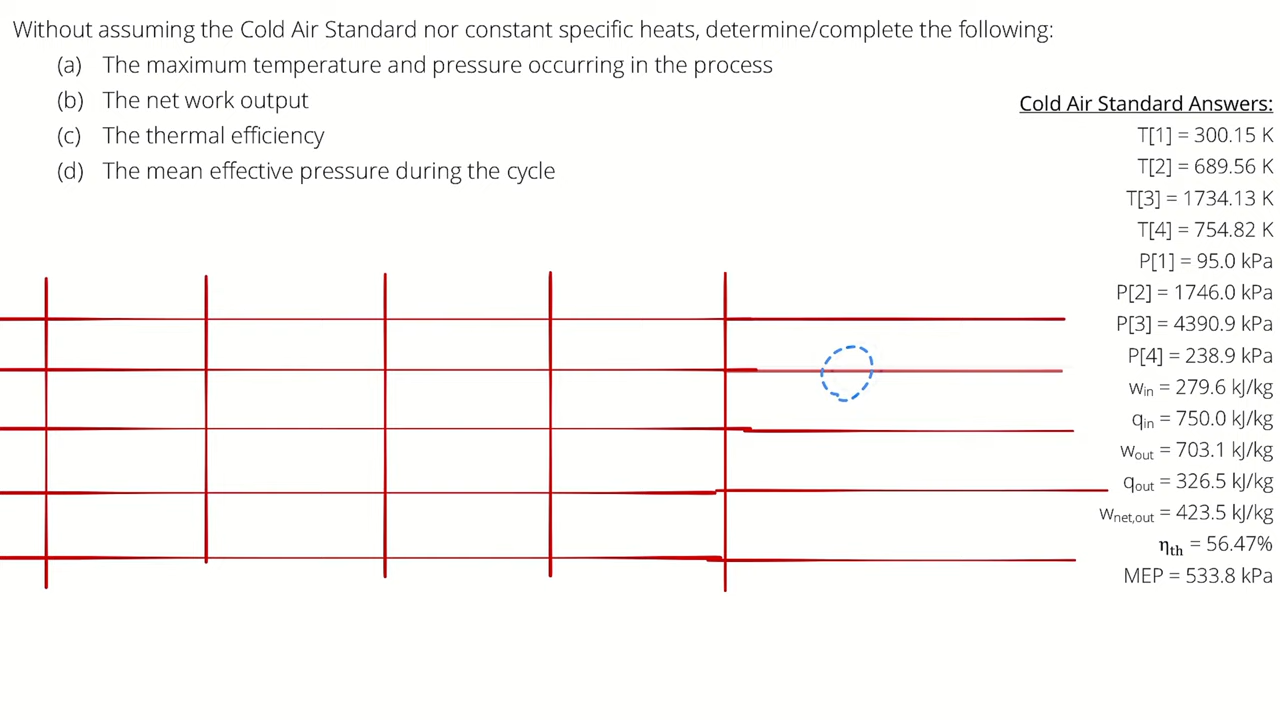 Without assuming the Cold Air Standard nor constant specific heats, determine/complete the following:
(a) The maximum temperature and pressure occurring in the process
(b) The net work output
(c) The thermal efficiency
(d) The mean effective pressure during the cycle
Cold Air Standard Answers:
T[1] = 300.15 K
T[2] = 689.56 K
T[3] = 1734.13 K
T[4] = 754.82 K
P[1] = 95.0 kPa
P[2] = 1746.0 kPa
P[3] = 4390.9 kPa
P[4] = 238.9 kPa
win = 279.6 kJ/kg
qin = 750.0 kJ/kg
wout = 703.1 kJ/kg
qout = 326.5 kJ/kg
wnet,out = 423.5 kJ/kg
ηth = 56.47%
MEP = 533.8 kPa